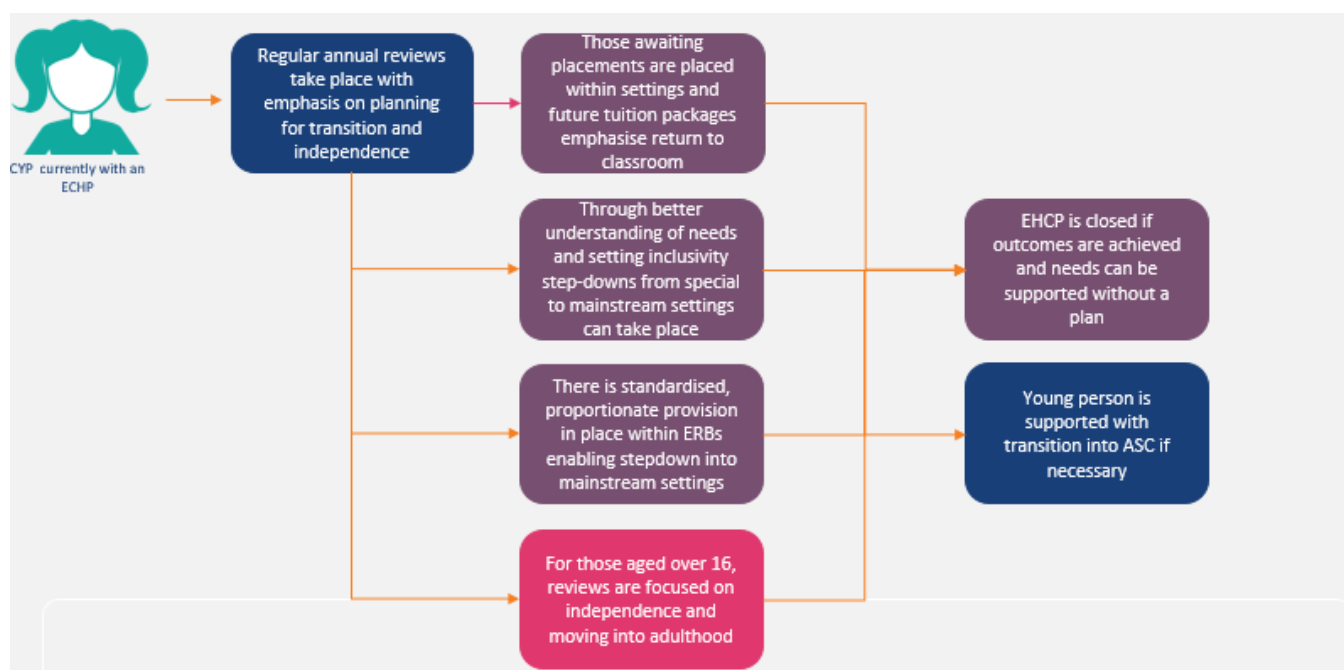 CYP currently with an
ECHP
Regular annual reviews
take place with
emphasis on planning
for transition and
independence
Those awaiting
placements are placed
within settings and
future tuition packages
emphasise return to
classroom
Through better
understanding of needs
and setting inclusivity
step-downs from special
to mainstream settings
can take place
There is standardised,
proportionate provision
in place within ERBs
enabling stepdown into
mainstream settings
For those aged over 16,
reviews are focused on
independence and
moving into adulthood
EHCP is closed if
outcomes are achieved
and needs can be
supported without a
plan
Young person is
supported with
transition into ASC if
necessary